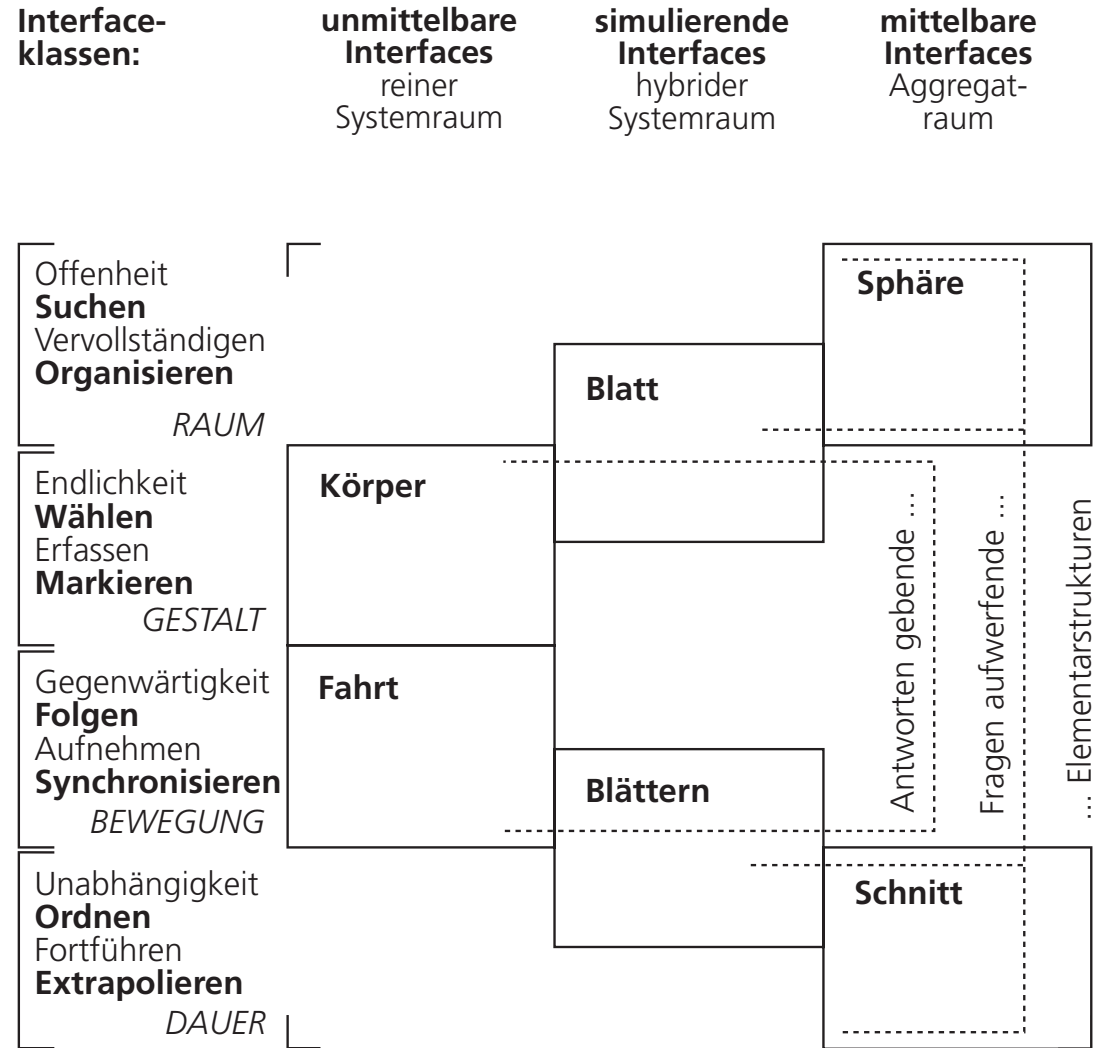 Interface-
klassen:
unmittelbare
Interfaces
reiner
Systemraum
simulierende
Interfaces
hybrider
Systemraum
mittelbare
Interfaces
Aggregat-
raum
Offenheit
Suchen
Vervollständigen
Organisieren
RAUM
Endlichkeit
Wählen
Erfassen
Markieren
GESTALT
Gegenwärtigkeit
Folgen
Aufnehmen
Synchronisieren
BEWEGUNG
Unabhängigkeit
Ordnen
Fortführen
Extrapolieren
DAUER
Körper
Fahrt
Blatt
Blättern
Sphäre
Schnitt
Antworten gebende ...
Fragen aufwerfende ...
... Elementarstrukturen